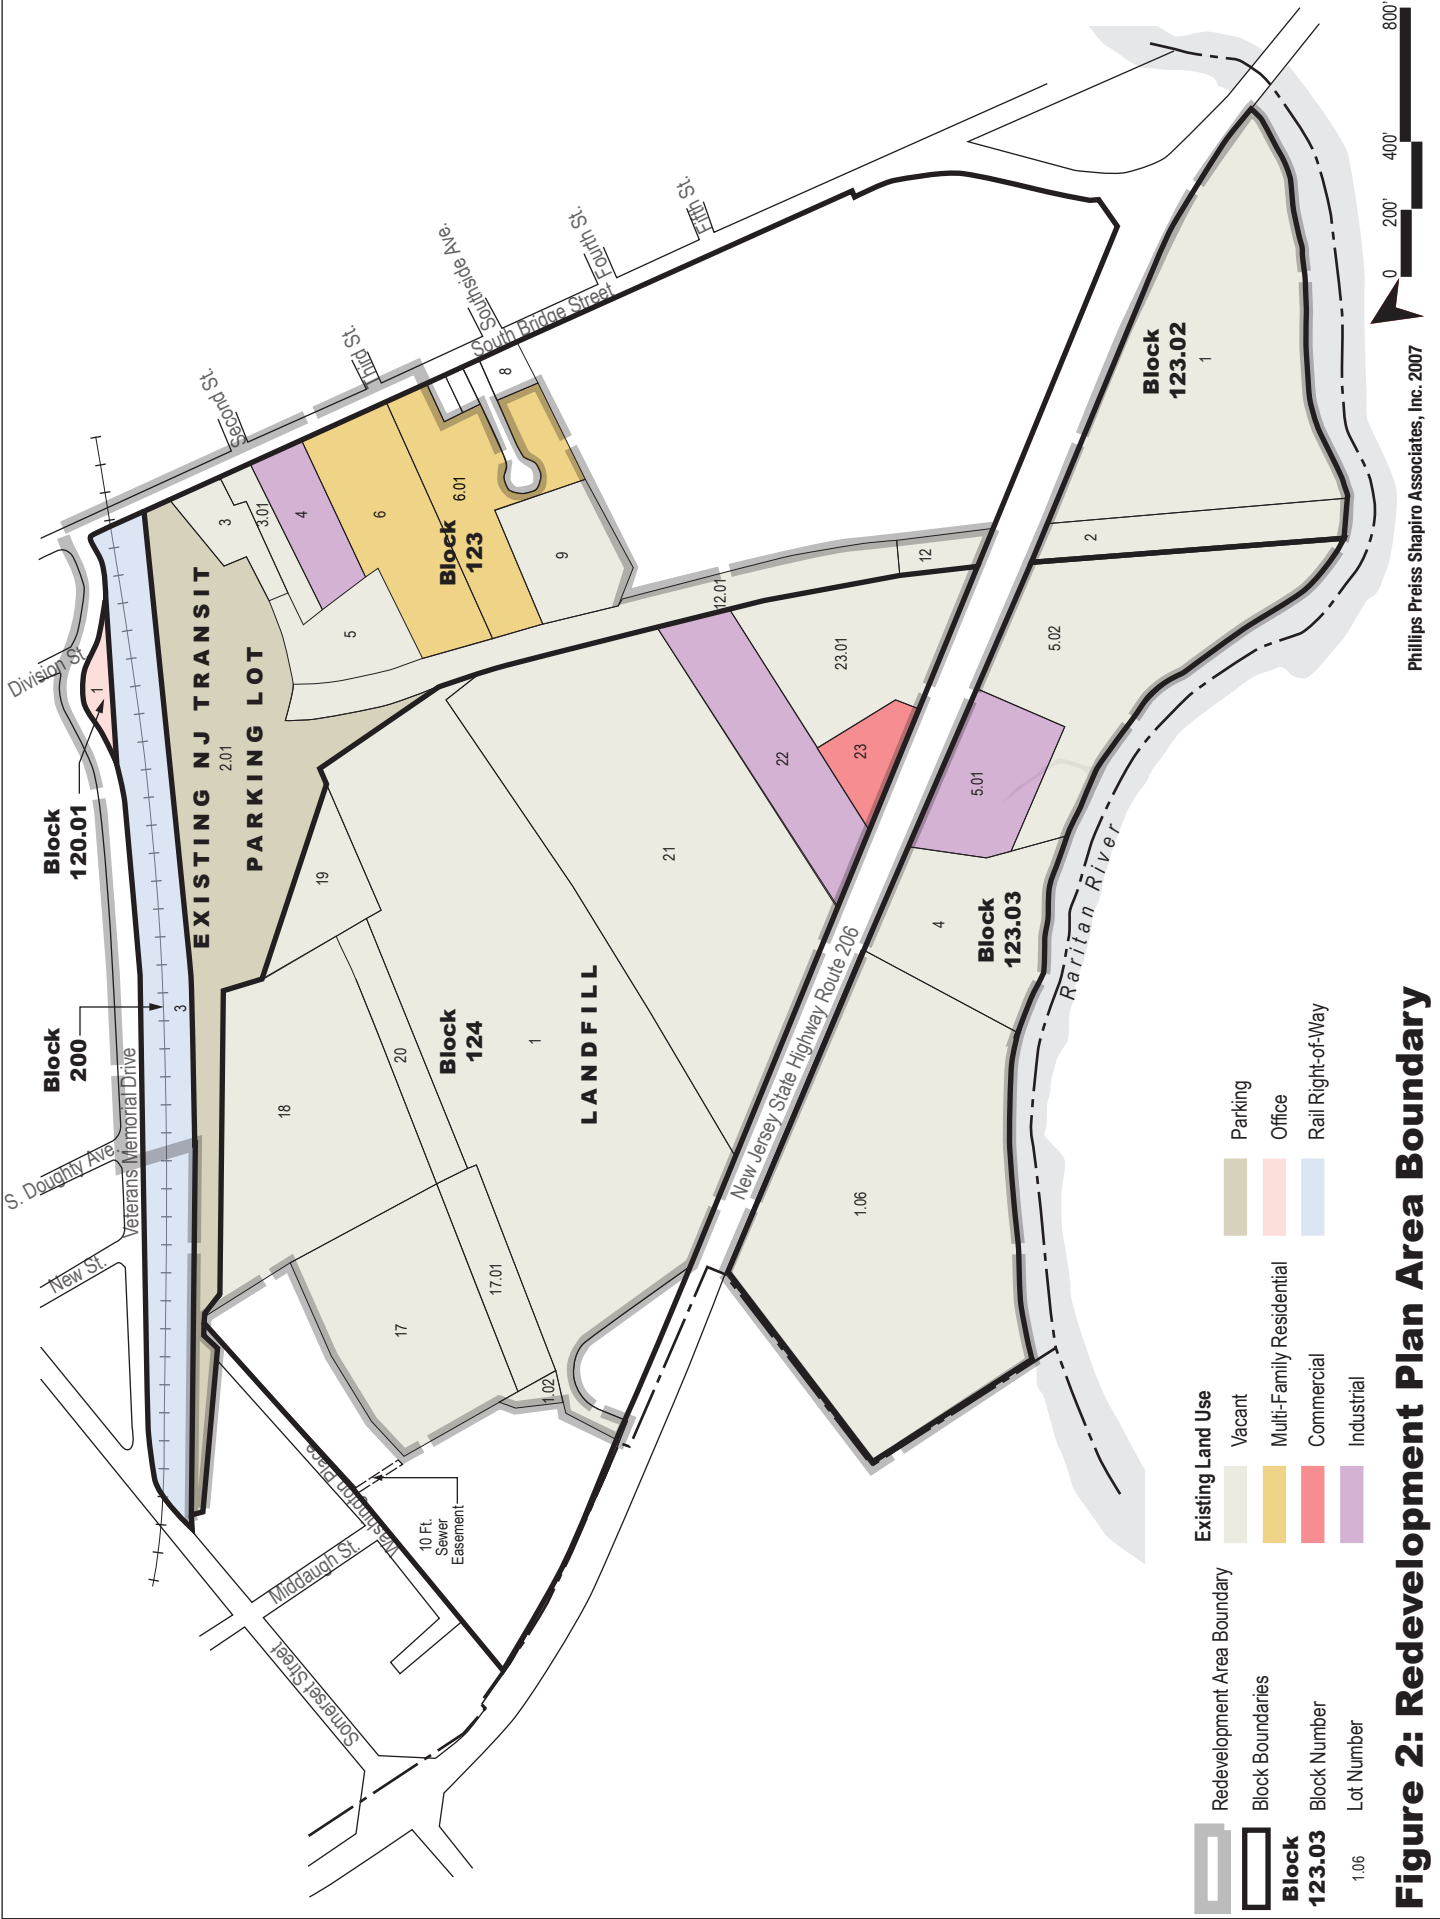 S. Doughty Ave.
New St.
Veterans Memorial Drive
Division St.
Second St.
Third St.
Southside Ave.
South Bridge Street
Fourth St.
Fifth St.
Somerset Street
Middaugh St.
Washington Place
10 Ft.
Sewer
Easement
New Jersey State Highway Route 206
Raritan River
Block
200
3
Block
120.01
1
EXISTING NJ TRANSIT
2.01
PARKING LOT
3
3.01
4
5
6
6.01
Block
123
8
9
12.01
12
18
19
20
Block
124
1
LANDFILL
17
17.01
1.02
21
22
23
23.01
1.06
4
Block
123.03
5.01
5.02
2
Block
123.02
1
Redevelopment Area Boundary
Block Boundaries
Block
123.03
Block Number
1.06
Lot Number
Existing Land Use
Vacant
Multi-Family Residential
Commercial
Industrial
Parking
Office
Rail Right-of-Way
Phillips Preiss Shapiro Associates, Inc. 2007
0
200'
400'
800'
Figure 2: Redevelopment Plan Area Boundary